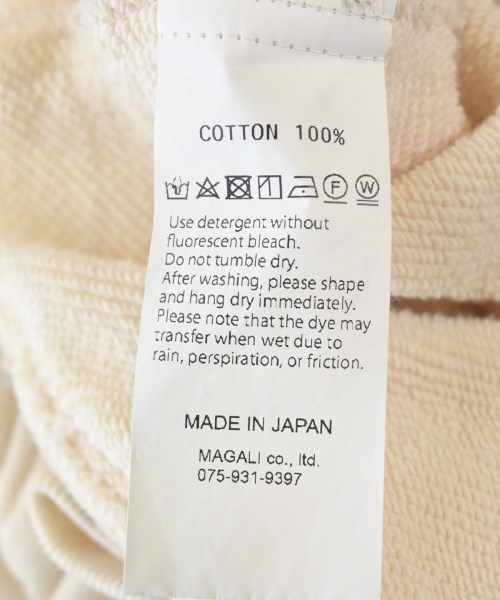 COTTON 100%
F W
Use detergent without
fluorescent bleach.
Do not tumble dry.
After washing, please shape
and hang dry immediately.
Please note that the dye may
transfer when wet due to
rain, perspiration, or friction.
MADE IN JAPAN
MAGALI co., ltd.
075-931-9397